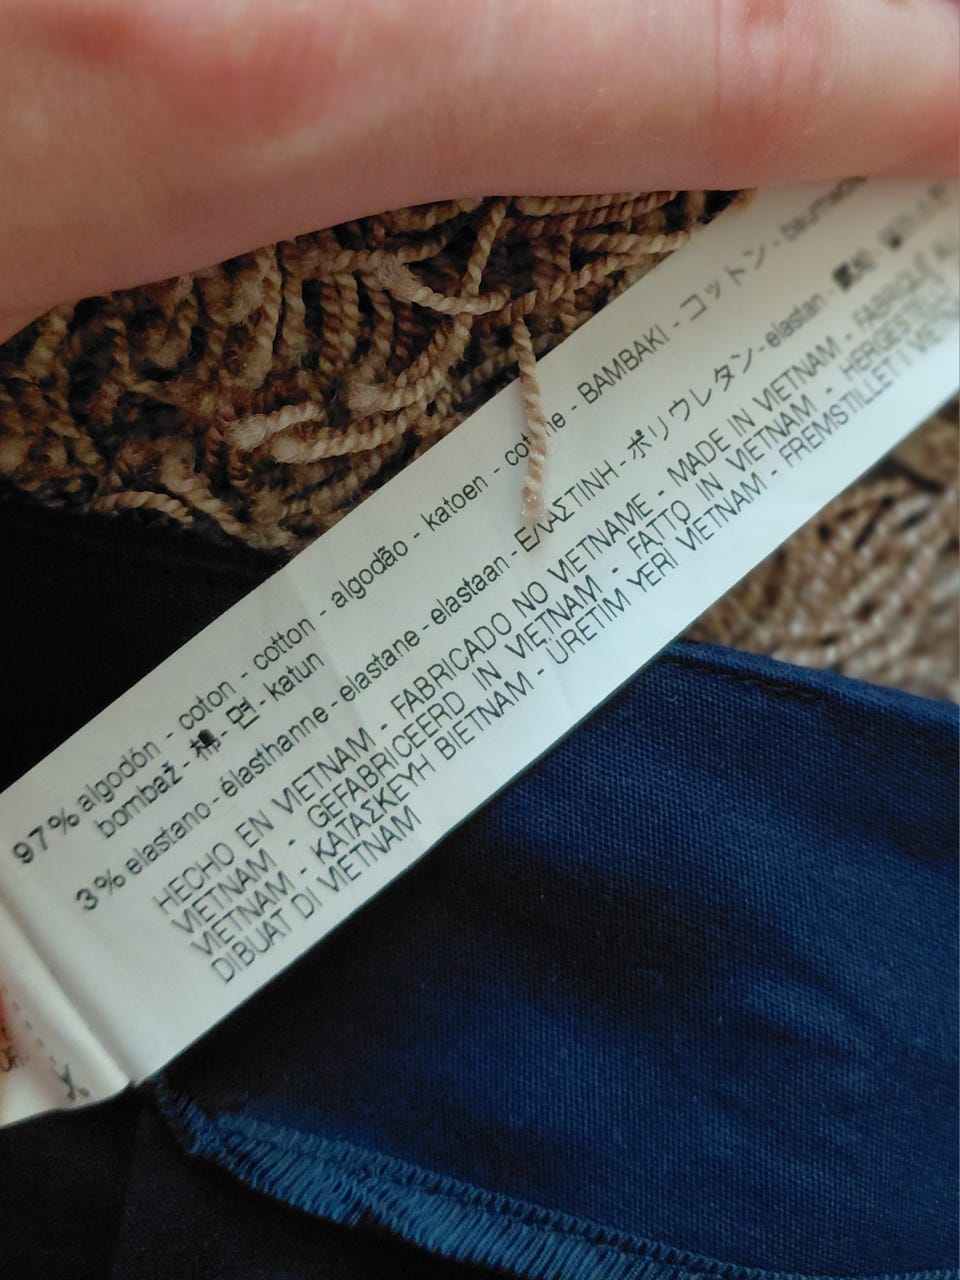 97% algodón - coton - cotton - algodão - katoen - cotone - BAMBAKI - コットン -
bombaž - 棉 - 면 - katun
3% elastano - élasthanne - elastane - elastaan - ΕΛΑΣΤΙΝΗ - ポリウレタン - elastan -
HECHO EN VIETNAM - FABRICADO NO VIETNAME - MADE IN VIETNAM -
VIETNAM - GEFABRICEERD IN VIETNAM - FATTO IN VIETNAM -
VIETNAM - ΚΑΤΑΣΚΕΥΗ ΒΙΕΤΝΑΜ - ÜRETIM YERİ VIETNAM - FREMSTILLET I
DIBUAT DI VIETNAM